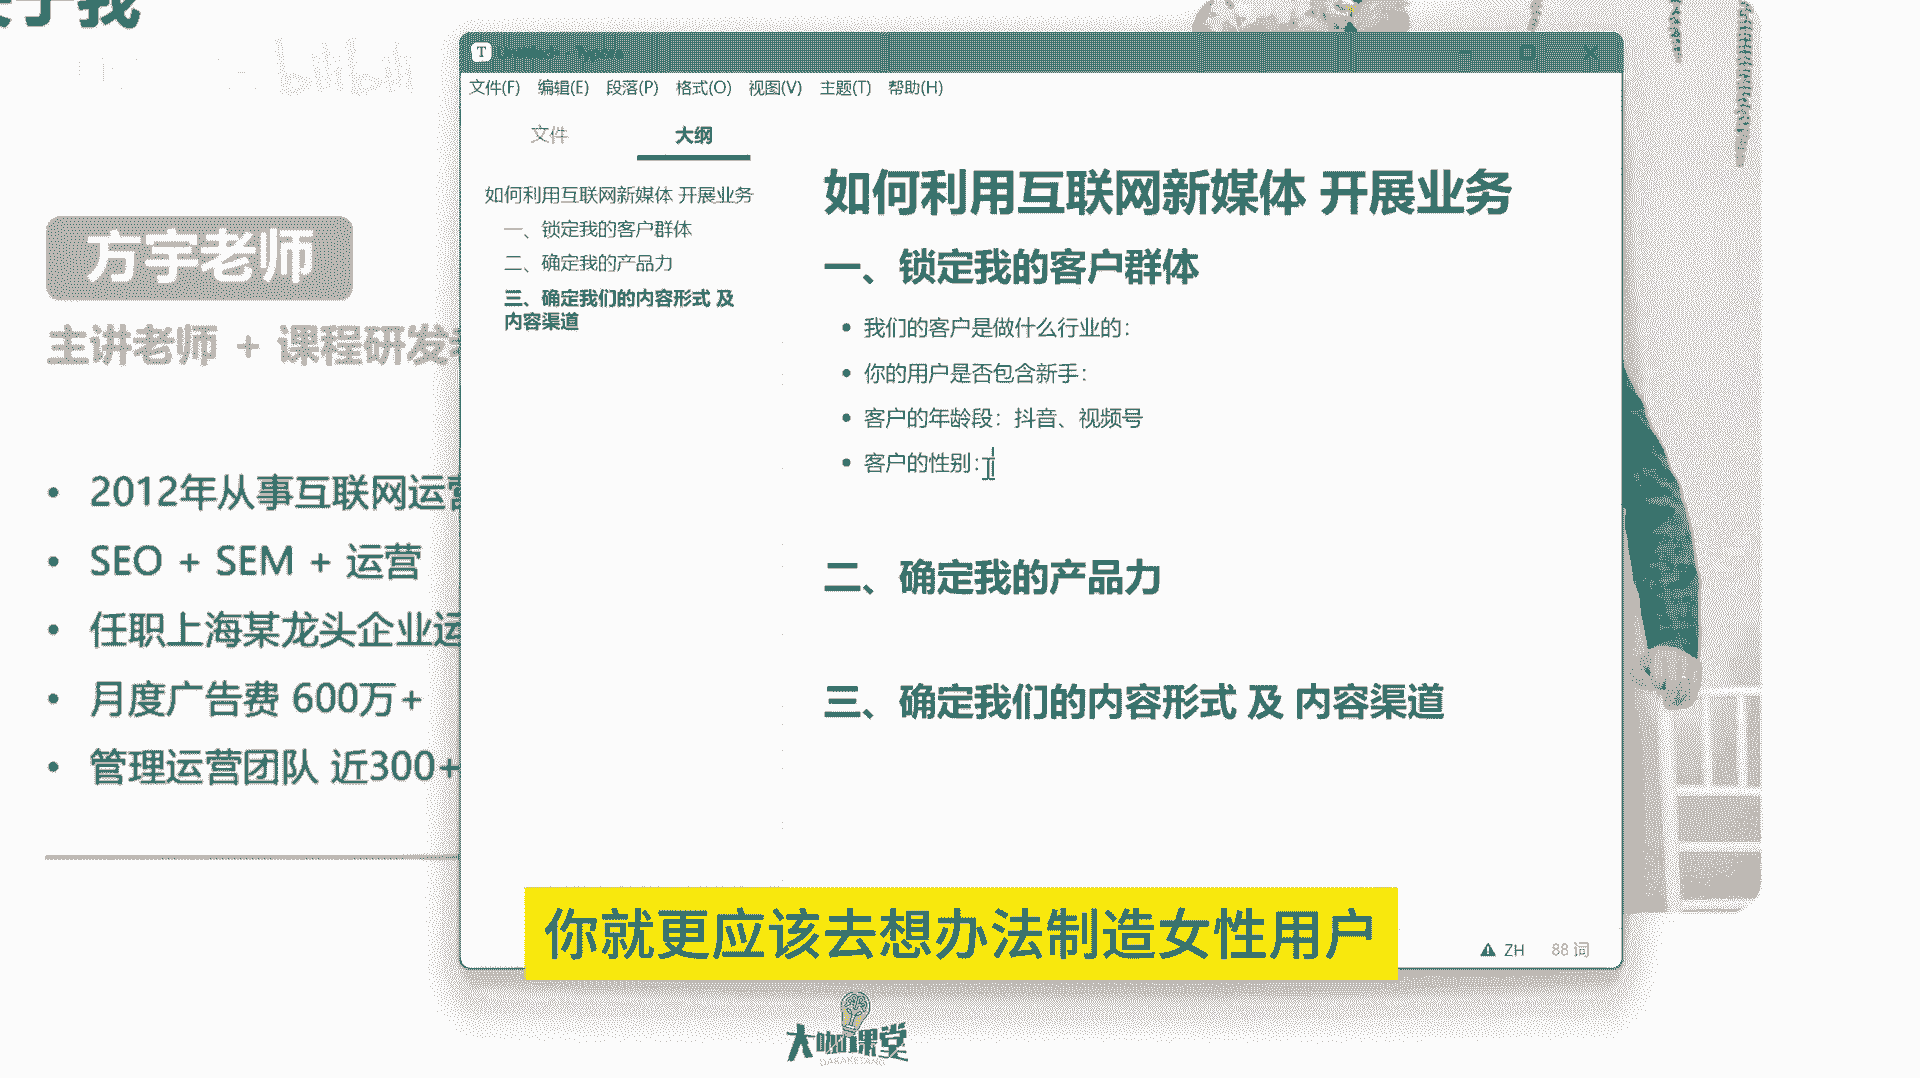 bilibili
方宇老师
主讲老师 + 课程研发
• 2012年从事互联网运营
• SEO + SEM + 运营
• 任职上海某龙头企业运
• 月度广告费 600万+
• 管理运营团队 近300+
文件(F) 编辑(E) 段落(P) 格式(O) 视图(V) 主题(T) 帮助(H)
文件 大纲
如何利用互联网新媒体 开展业务
一、锁定我的客户群体
二、确定我的产品力
三、确定我们的内容形式 及
内容渠道
如何利用互联网新媒体 开展业务
一、锁定我的客户群体
• 我们的客户是做什么行业的：
• 你的用户是否包含新手：
• 客户的年龄段：抖音、视频号
• 客户的性别：
二、确定我的产品力
三、确定我们的内容形式 及 内容渠道
ZH 88 词
你就更应该去想办法制造女性用户
大咖课堂
DAKAKETANG